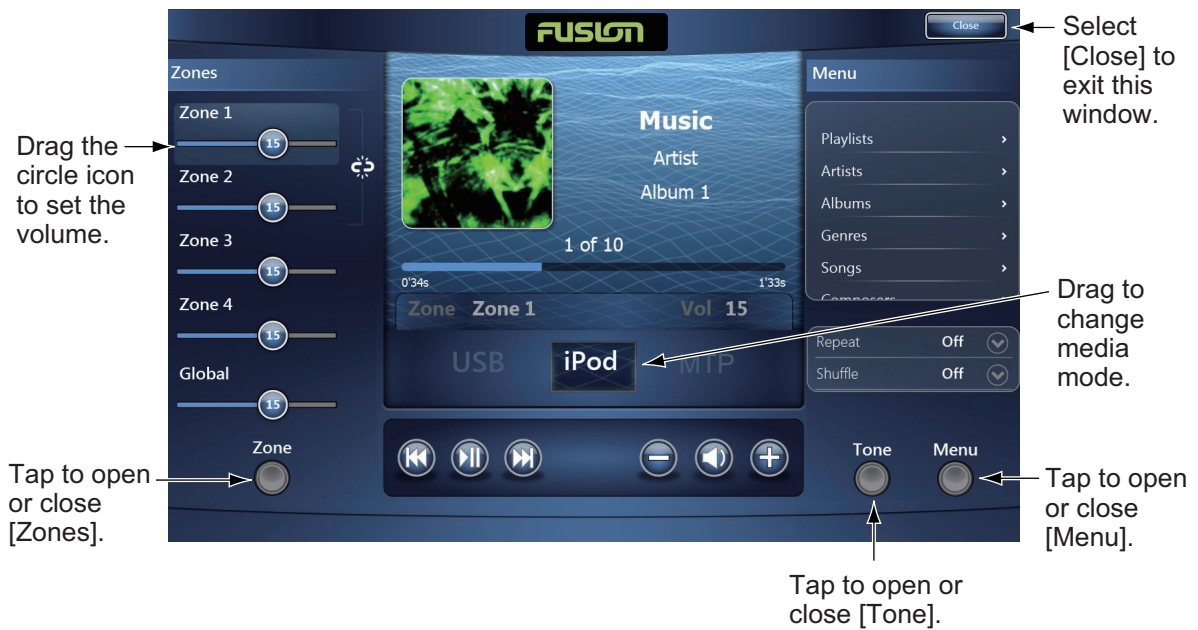 FUSION
Close
Select
[Close] to
exit this
window.
Zones
Zone 1
15
Zone 2
15
Zone 3
15
Zone 4
15
Global
15
Zone
Drag the
circle icon
to set the
volume.
Tap to open
or close
[Zones].
Music
Artist
Album 1
1 of 10
0'34s
1'33s
Zone Zone 1 Vol 15
USB iPod MTP
Menu
Playlists
Artists
Albums
Genres
Songs
Composers
Repeat Off
Shuffle Off
Tone Menu
Drag to
change
media
mode.
Tap to open
or close
[Menu].
Tap to open or
close [Tone].